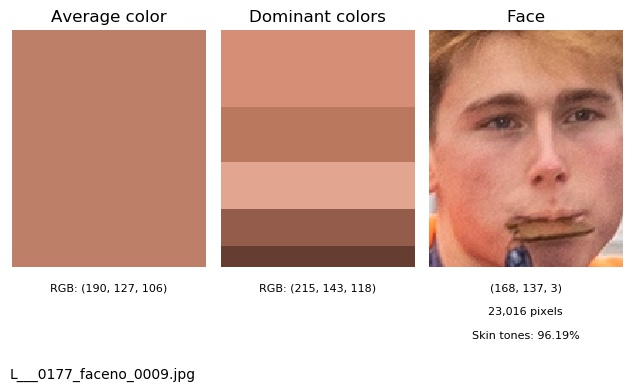 Average color
Dominant colors
Face
RGB: (190, 127, 106)
RGB: (215, 143, 118)
(168, 137, 3)
23,016 pixels
Skin tones: 96.19%
L___0177_faceno_0009.jpg